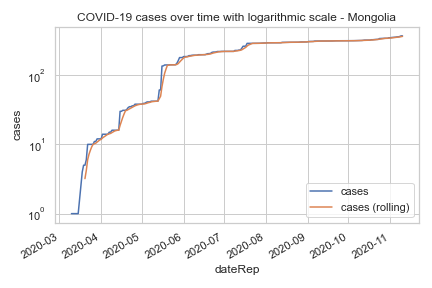 COVID-19 cases over time with logarithmic scale - Mongolia
cases
10²
10¹
10⁰
cases
cases (rolling)
2020-03
2020-04
2020-05
2020-06
2020-07
2020-08
2020-09
2020-10
2020-11
dateRep